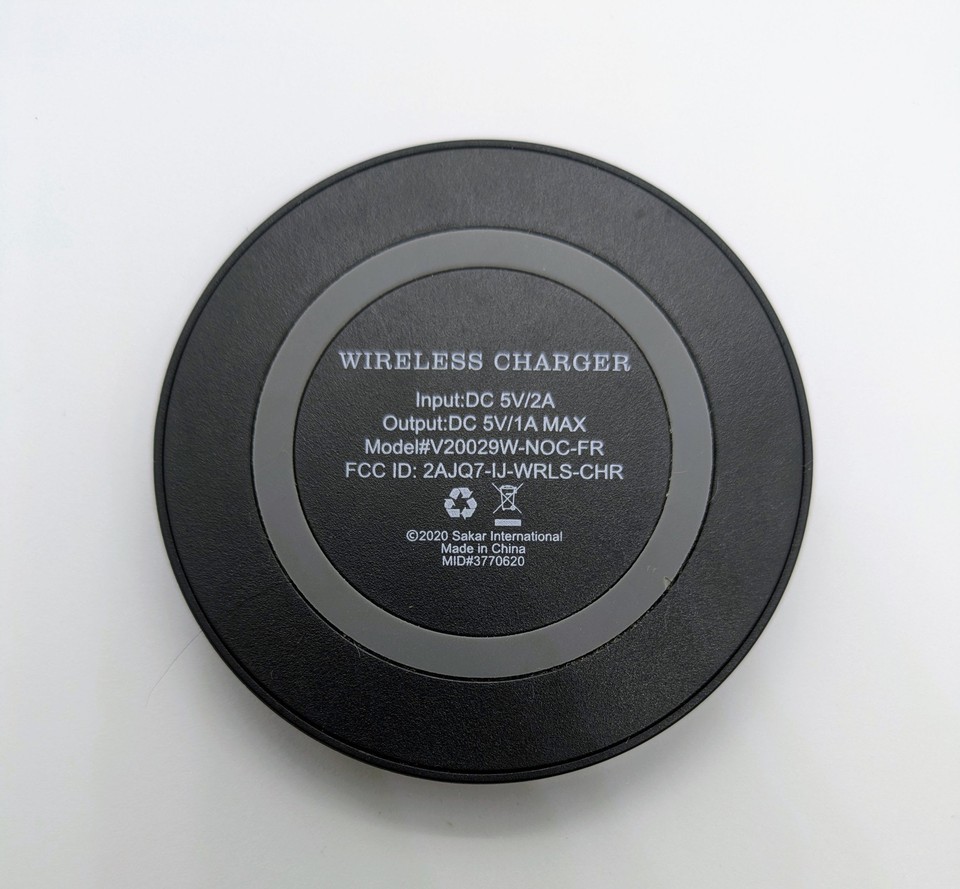 WIRELESS CHARGER
Input:DC 5V/2A
Output:DC 5V/1A MAX
Model#V20029W-NOC-FR
FCC ID: 2AJQ7-IJ-WRLS-CHR
©2020 Sakar International
Made in China
MID#3770620